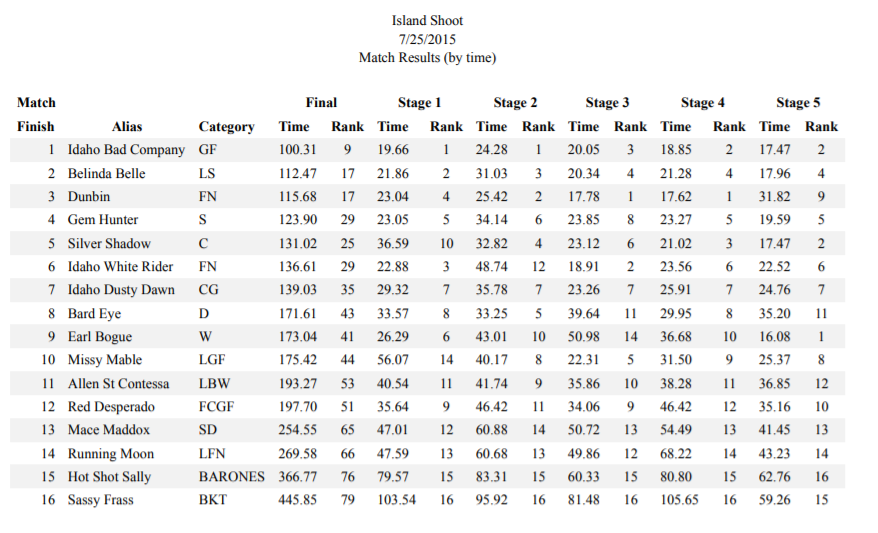 Island Shoot
7/25/2015
Match Results (by time)
Match Final Stage 1 Stage 2 Stage 3 Stage 4 Stage 5
Finish Alias Category Time Rank Time Rank Time Rank Time Rank Time Rank Time Rank
1 Idaho Bad Company GF 100.31 9 19.66 1 24.28 1 20.05 3 18.85 2 17.47 2
2 Belinda Belle LS 112.47 17 21.86 2 31.03 3 20.34 4 21.28 4 17.96 4
3 Dunbin FN 115.68 17 23.04 4 25.42 2 17.78 1 17.62 1 31.82 9
4 Gem Hunter S 123.90 29 23.05 5 34.14 6 23.85 8 23.27 5 19.59 5
5 Silver Shadow C 131.02 25 36.59 10 32.82 4 23.12 6 21.02 3 17.47 2
6 Idaho White Rider FN 136.61 29 22.88 3 48.74 12 18.91 2 23.56 6 22.52 6
7 Idaho Dusty Dawn CG 139.03 35 29.32 7 35.78 7 23.26 7 25.91 7 24.76 7
8 Bard Eye D 171.61 43 33.57 8 33.25 5 39.64 11 29.95 8 35.20 11
9 Earl Bogue W 173.04 41 26.29 6 43.01 10 50.98 14 36.68 10 16.08 1
10 Missy Mable LGF 175.42 44 56.07 14 40.17 8 22.31 5 31.50 9 25.37 8
11 Allen St Contessa LBW 193.27 53 40.54 11 41.74 9 35.86 10 38.28 11 36.85 12
12 Red Desperado FCGF 197.70 51 35.64 9 46.42 11 34.06 9 46.42 12 35.16 10
13 Mace Maddox SD 254.55 65 47.01 12 60.88 14 50.72 13 54.49 13 41.45 13
14 Running Moon LFN 269.58 66 47.59 13 60.68 13 49.86 12 68.22 14 43.23 14
15 Hot Shot Sally BARONES 366.77 76 79.57 15 83.31 15 60.33 15 80.80 15 62.76 16
16 Sassy Frass BKT 445.85 79 103.54 16 95.92 16 81.48 16 105.65 16 59.26 15